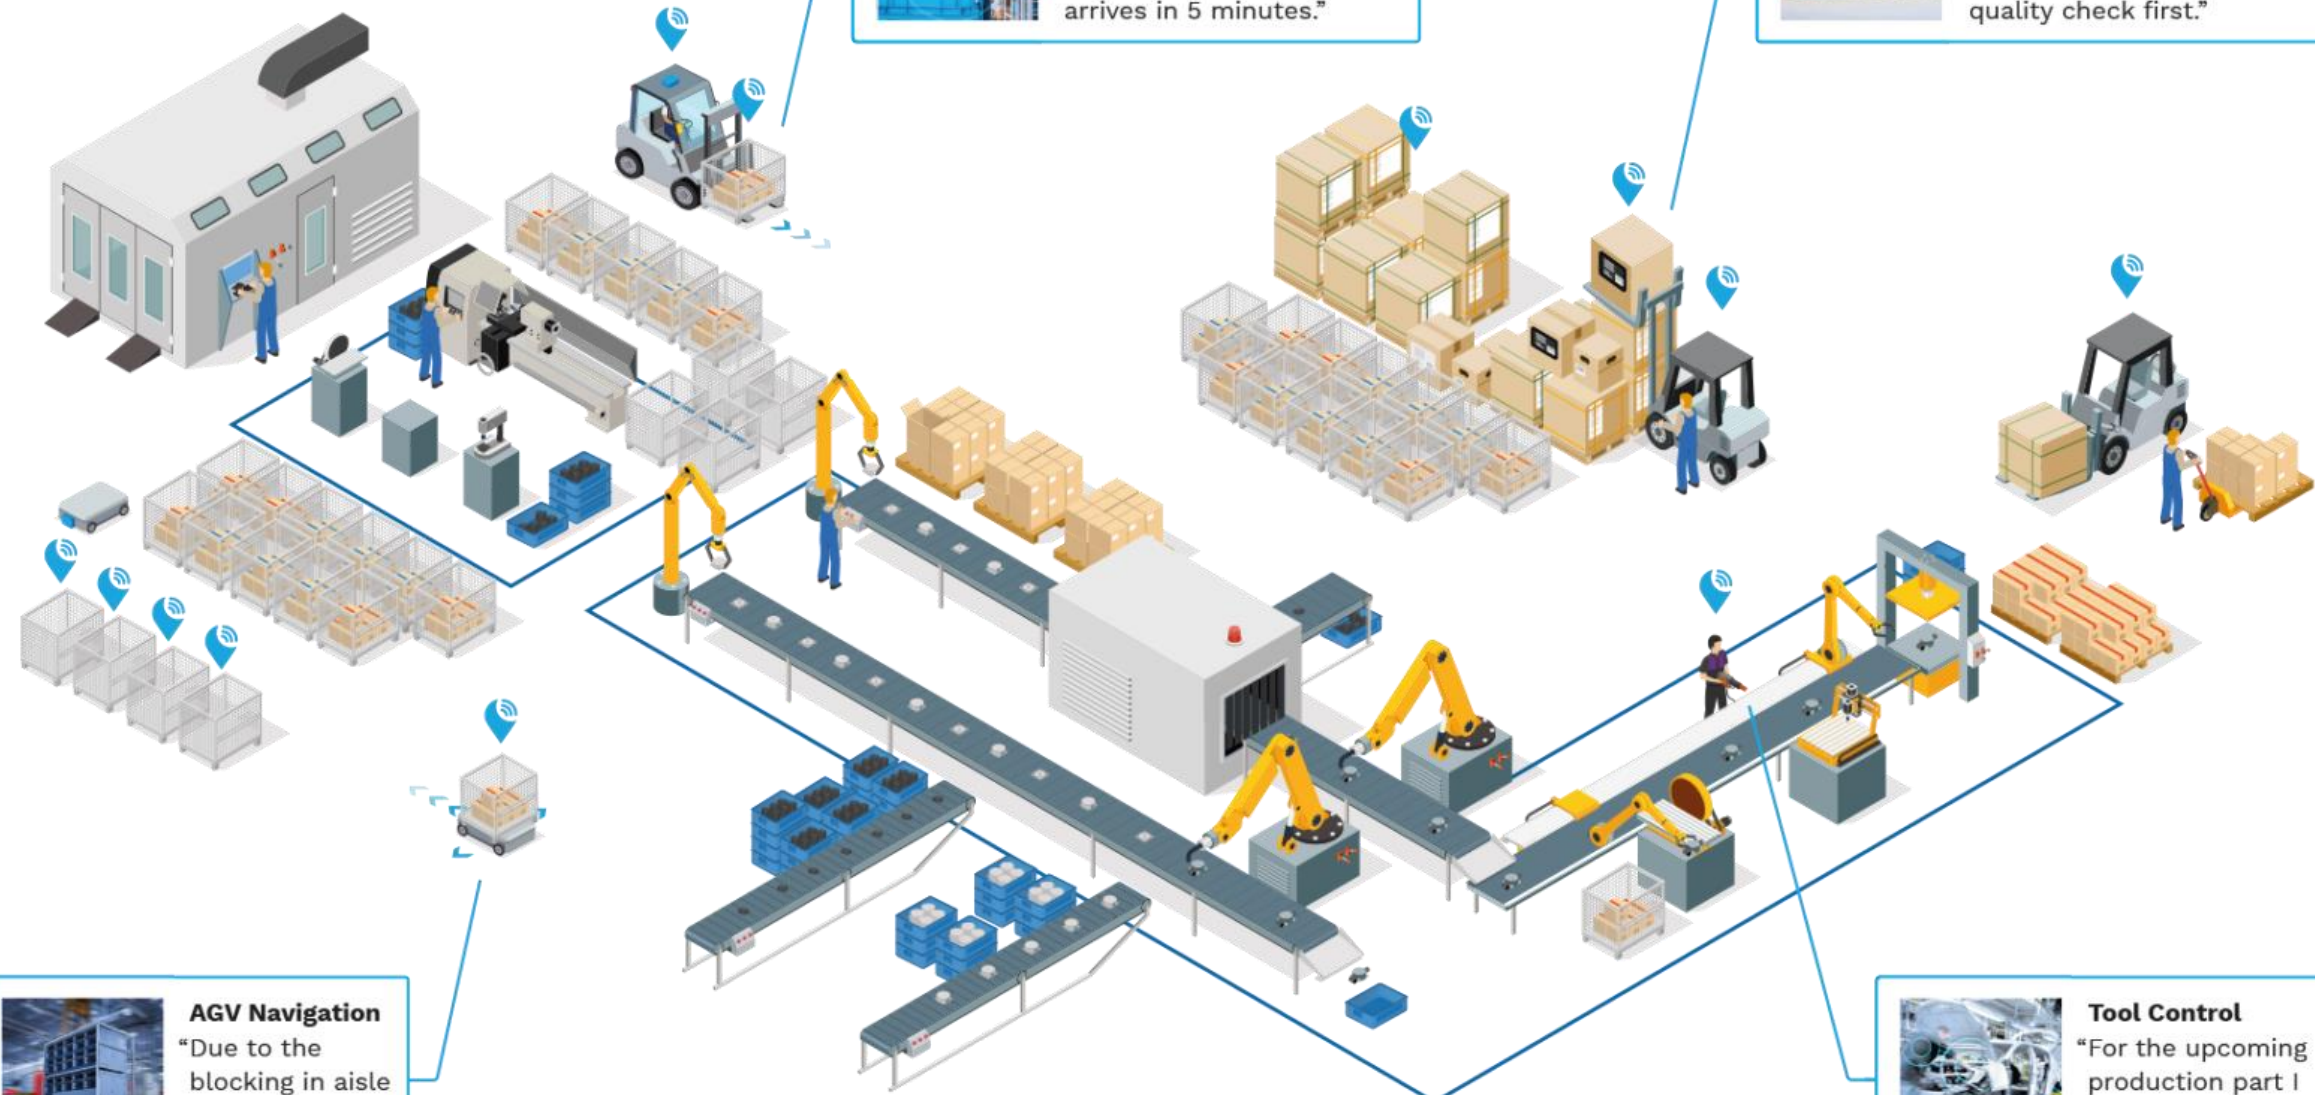 arrives in 5 minutes.”
quality check first.”
AGV Navigation
“Due to the
blocking in aisle
Tool Control
“For the upcoming
production part I